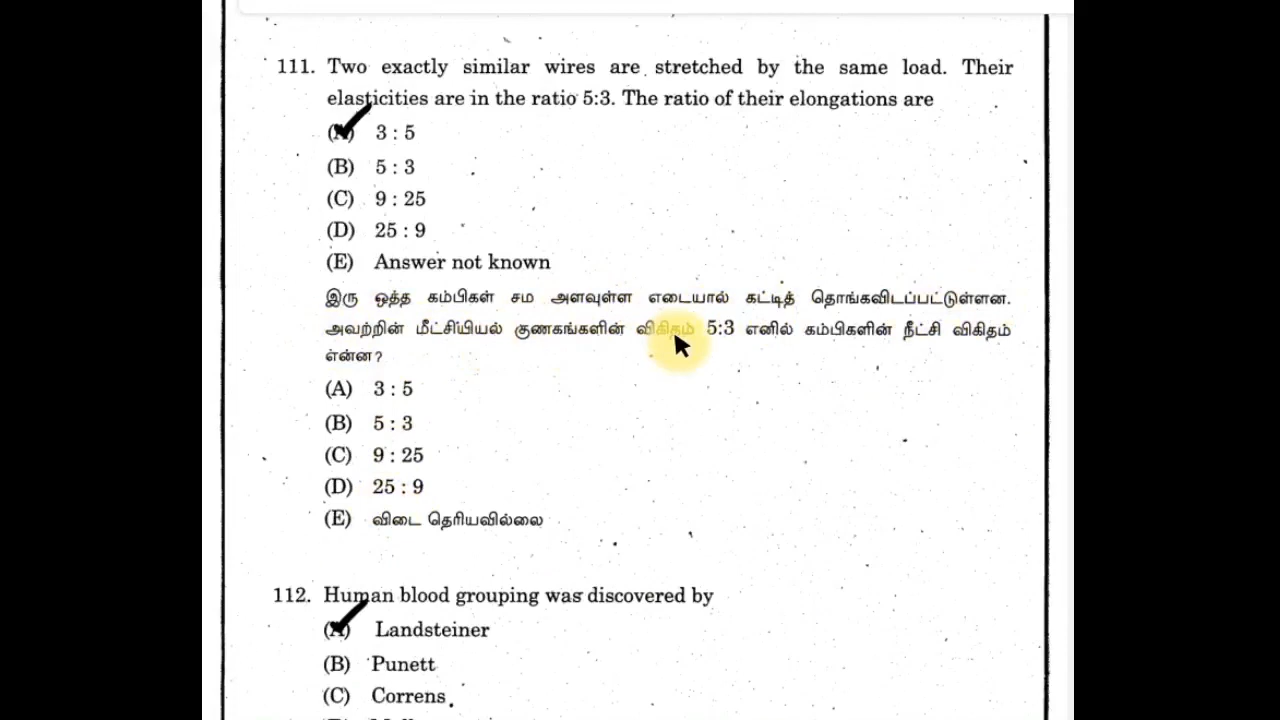 111. Two exactly similar wires are stretched by the same load. Their
elasticities are in the ratio 5:3. The ratio of their elongations are
(A) 3 : 5
(B) 5 : 3
(C) 9 : 25
(D) 25 : 9
(E) Answer not known
இரு ஒத்த கம்பிகள் சம அளவுள்ள எடையால் கட்டித் தொங்கவிடப்பட்டுள்ளன.
அவற்றின் மீட்சியியல் குணகங்களின் விகிதம் 5:3 எனில் கம்பிகளின் நீட்சி விகிதம்
என்ன?
(A) 3 : 5
(B) 5 : 3
(C) 9 : 25
(D) 25 : 9
(E) விடை தெரியவில்லை
112. Human blood grouping was discovered by
(A) Landsteiner
(B) Punett
(C) Correns